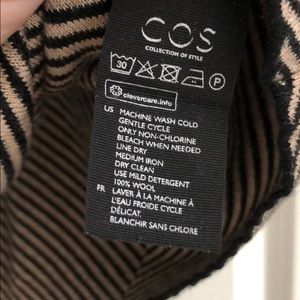 COS
COLLECTION OF STYLE
30 P
clevercare.info
US MACHINE WASH COLD
GENTLE CYCLE
ONLY NON-CHLORINE
BLEACH WHEN NEEDED
LINE DRY
MEDIUM IRON
DRY CLEAN
USE MILD DETERGENT
100% WOOL
FR LAVER À LA MACHINE À
L'EAU FROIDE CYCLE
DÉLICAT.
BLANCHIR SANS CHLORE